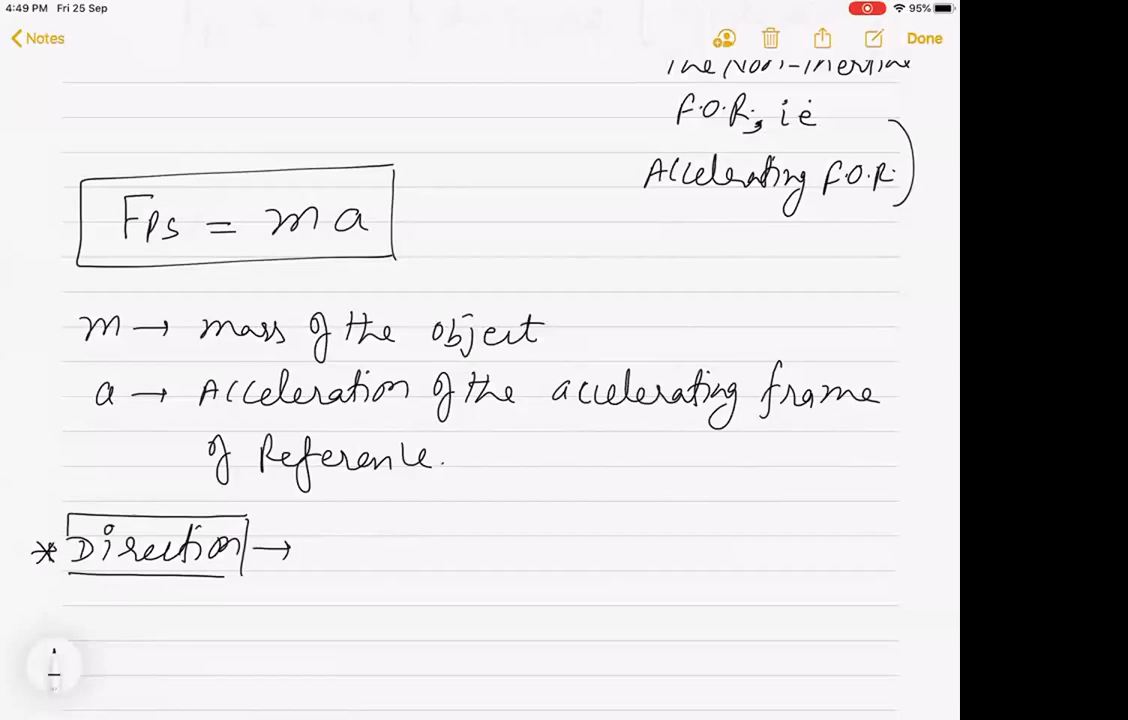 4:49 PM Fri 25 Sep
95%
Notes
Done
The Non-Inertial
F.O.R., i.e
Accelerating F.O.R.
Fps = ma
m → mass of the object
a → Acceleration of the accelerating frame
of Reference.
* Direction →